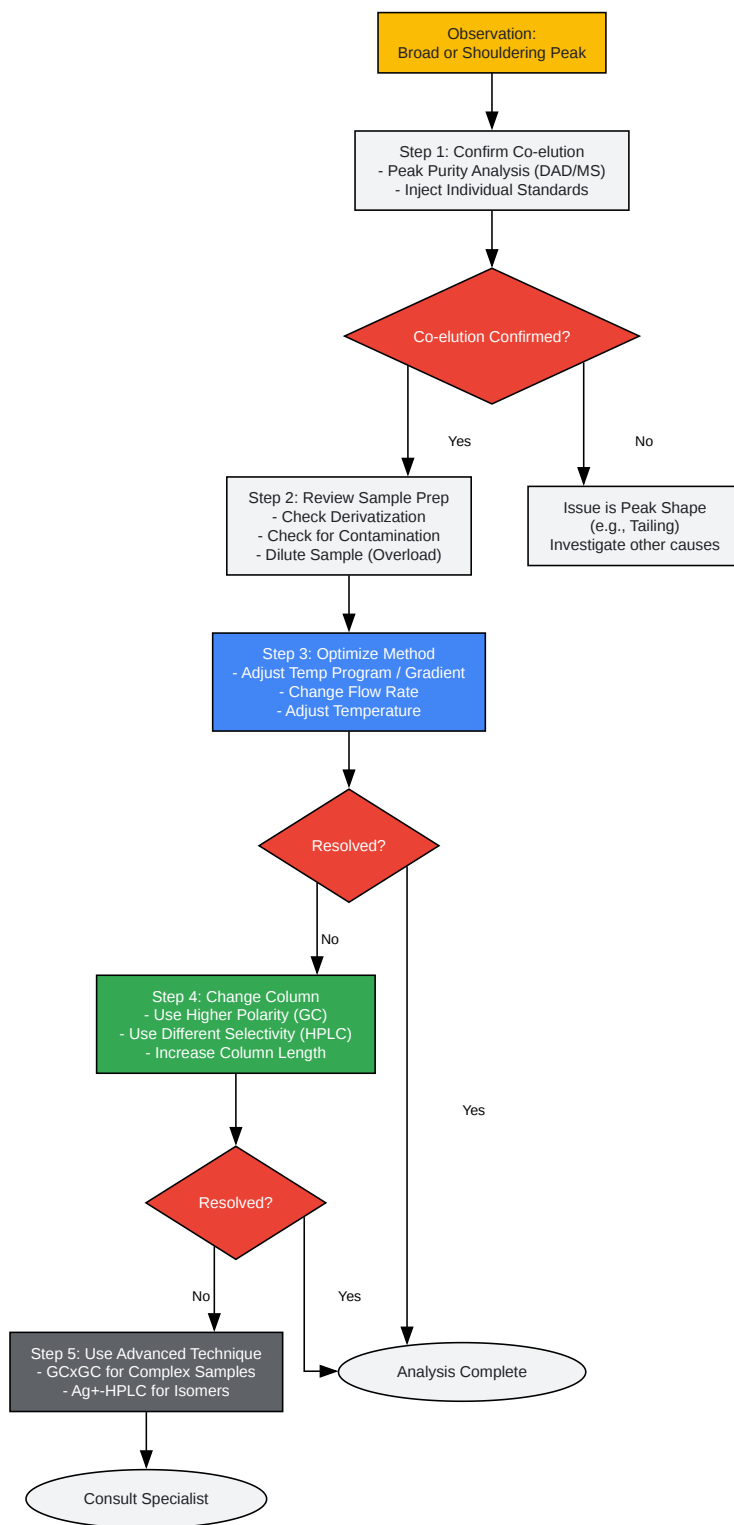 Observation:
Broad or Shouldering Peak
Step 1: Confirm Co-elution
- Peak Purity Analysis (DAD/MS)
- Inject Individual Standards
Co-elution Confirmed?
Yes
No
Step 2: Review Sample Prep
- Check Derivatization
- Check for Contamination
- Dilute Sample (Overload)
Issue is Peak Shape
(e.g., Tailing)
Investigate other causes
Step 3: Optimize Method
- Adjust Temp Program / Gradient
- Change Flow Rate
- Adjust Temperature
Resolved?
No
Step 4: Change Column
- Use Higher Polarity (GC)
- Use Different Selectivity (HPLC)
- Increase Column Length
Yes
Resolved?
No
Yes
Step 5: Use Advanced Technique
- GCxGC for Complex Samples
- Ag+-HPLC for Isomers
Analysis Complete
Consult Specialist